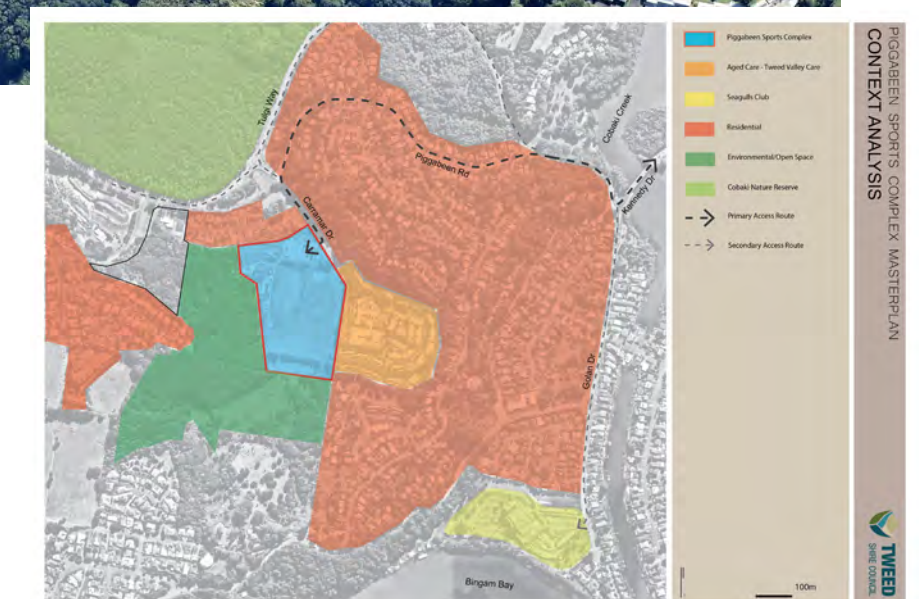 Tulgi Way
Cobaki Creek
Piggabeen Rd
Kennedy Dr
Carramar Dr
Gollan Dr
Bingam Bay
Piggabeen Sports Complex
Aged Care - Tweed Valley Care
Seagulls Club
Residential
Environmental/Open Space
Cobaki Nature Reserve
Primary Access Route
Secondary Access Route
100m
PIGGABEEN SPORTS COMPLEX MASTERPLAN
CONTEXT ANALYSIS
TWEED
SHIRE COUNCIL